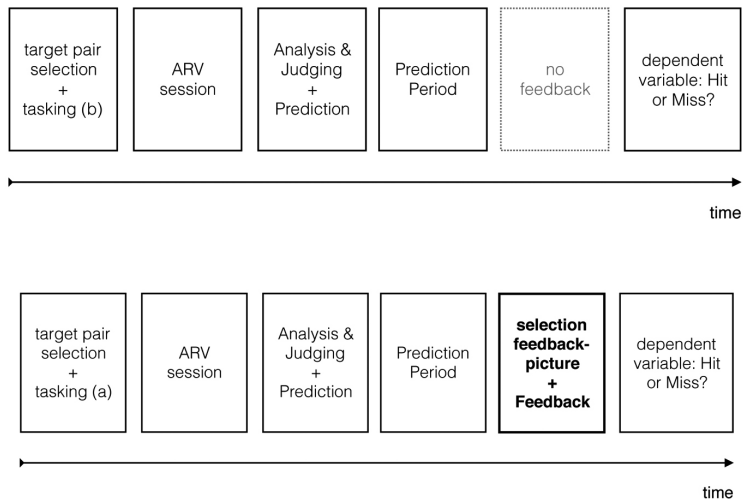 target pair
selection
+
tasking (b)
ARV
session
Analysis &
Judging
+
Prediction
Prediction
Period
no
feedback
dependent
variable: Hit
or Miss?
time
target pair
selection
+
tasking (a)
ARV
session
Analysis &
Judging
+
Prediction
Prediction
Period
selection
feedback-
picture
+
Feedback
dependent
variable: Hit
or Miss?
time